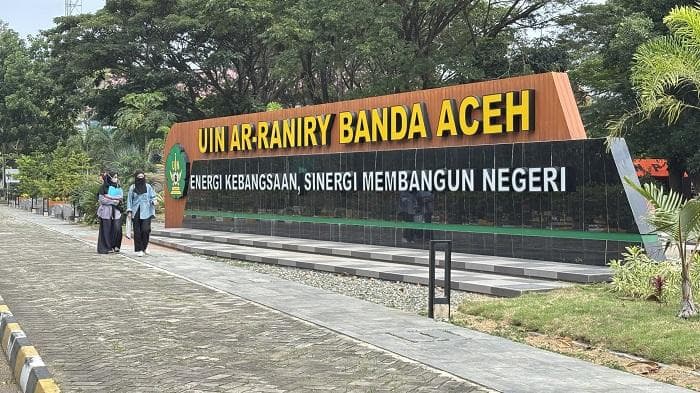 UIN AR-RANIRY BANDA ACEH
ENERGI KEBANGSAAN, SINERGI MEMBANGUN NEGERI